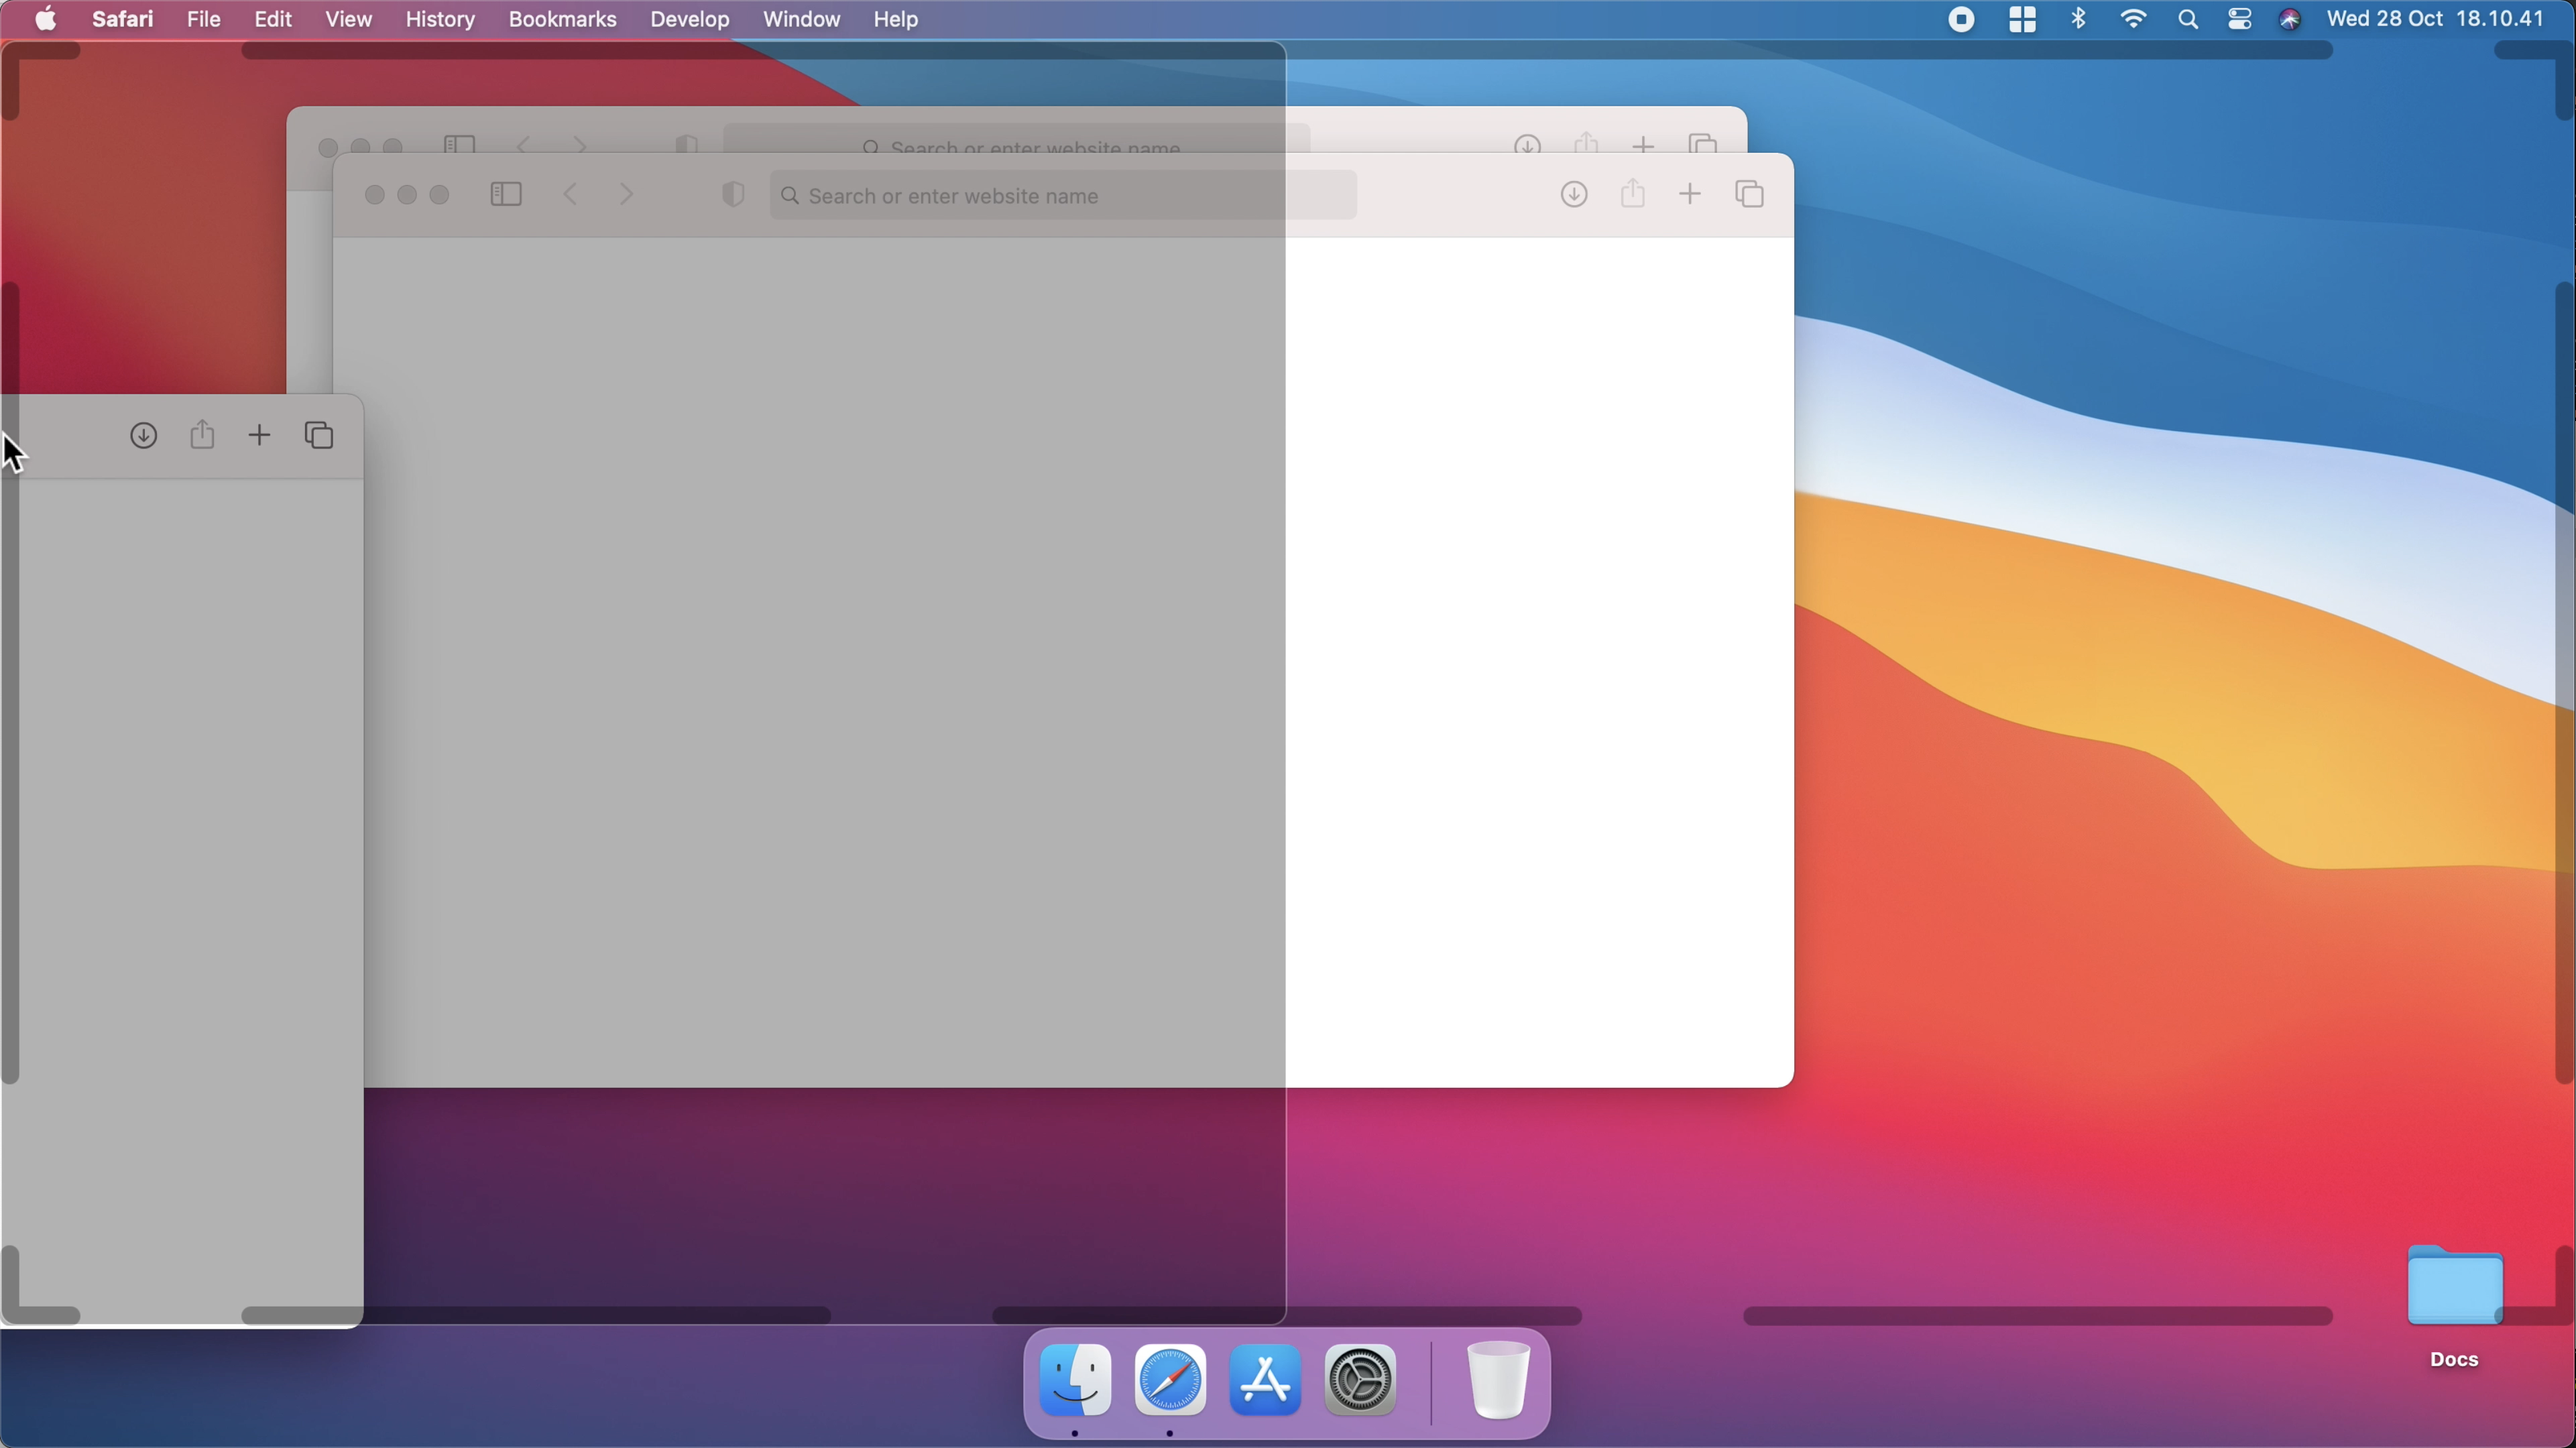 Safari File Edit View History Bookmarks Develop Window Help Wed 28 Oct 18.10.41
Search or enter website name
Search or enter website name
Docs